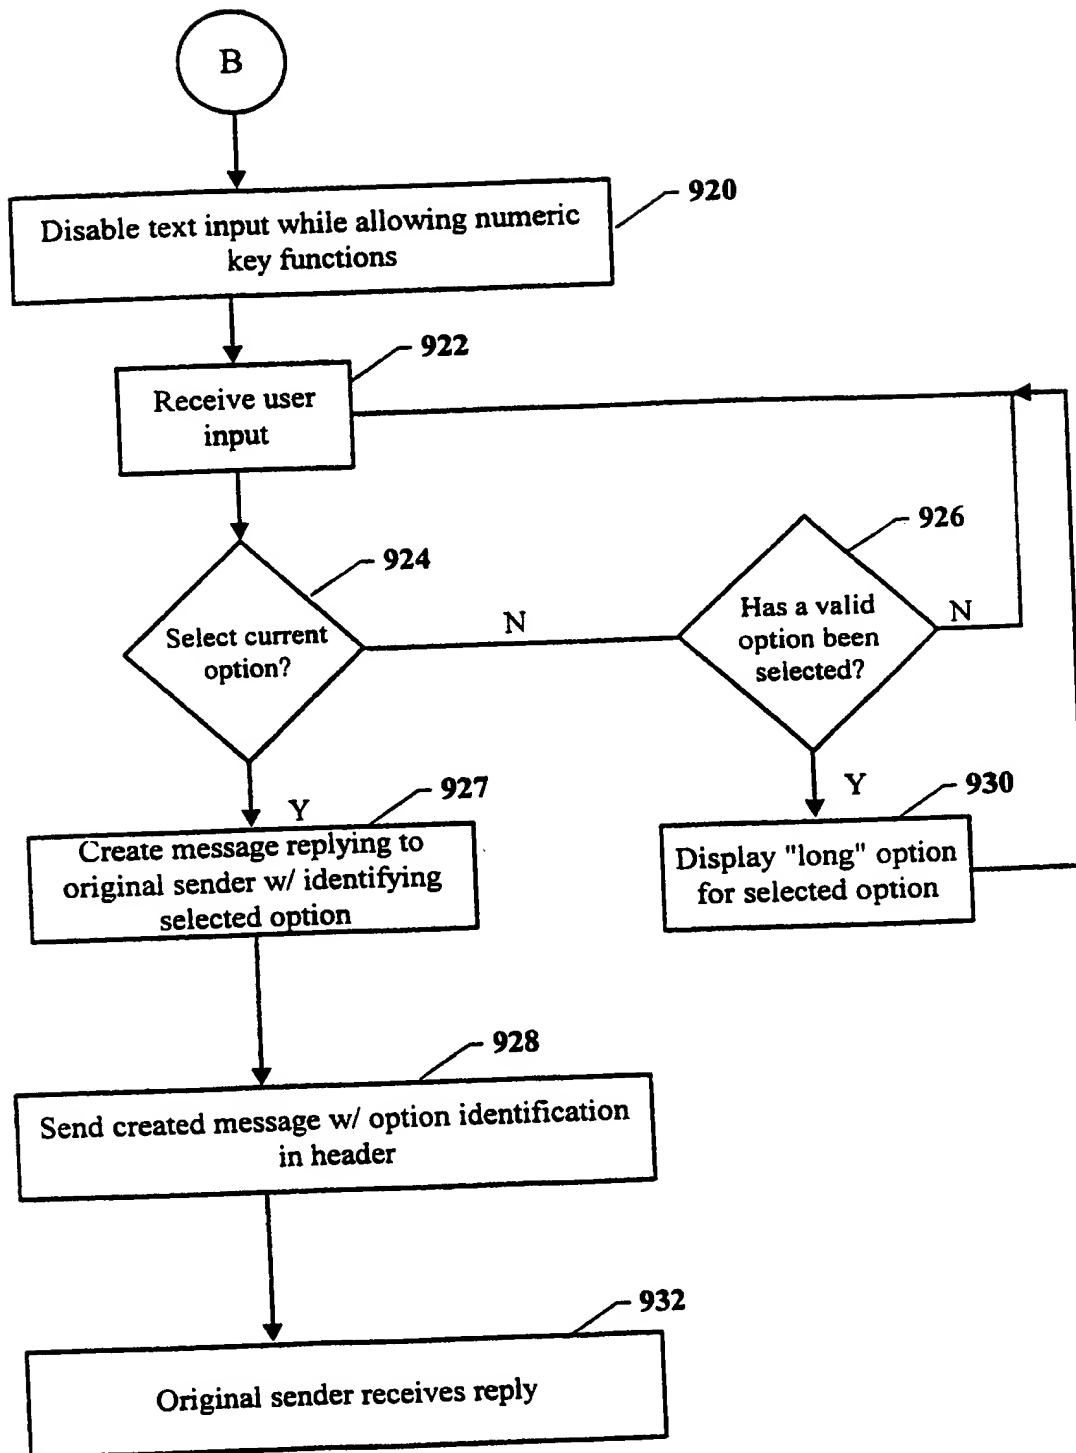 B
920
Disable text input while allowing numeric
key functions
922
Receive user
input
924
Select current
option?
N
926
Has a valid
option been
selected?
N
Y
927
Create message replying to
original sender w/ identifying
selected option
Y
930
Display "long" option
for selected option
928
Send created message w/ option identification
in header
932
Original sender receives reply